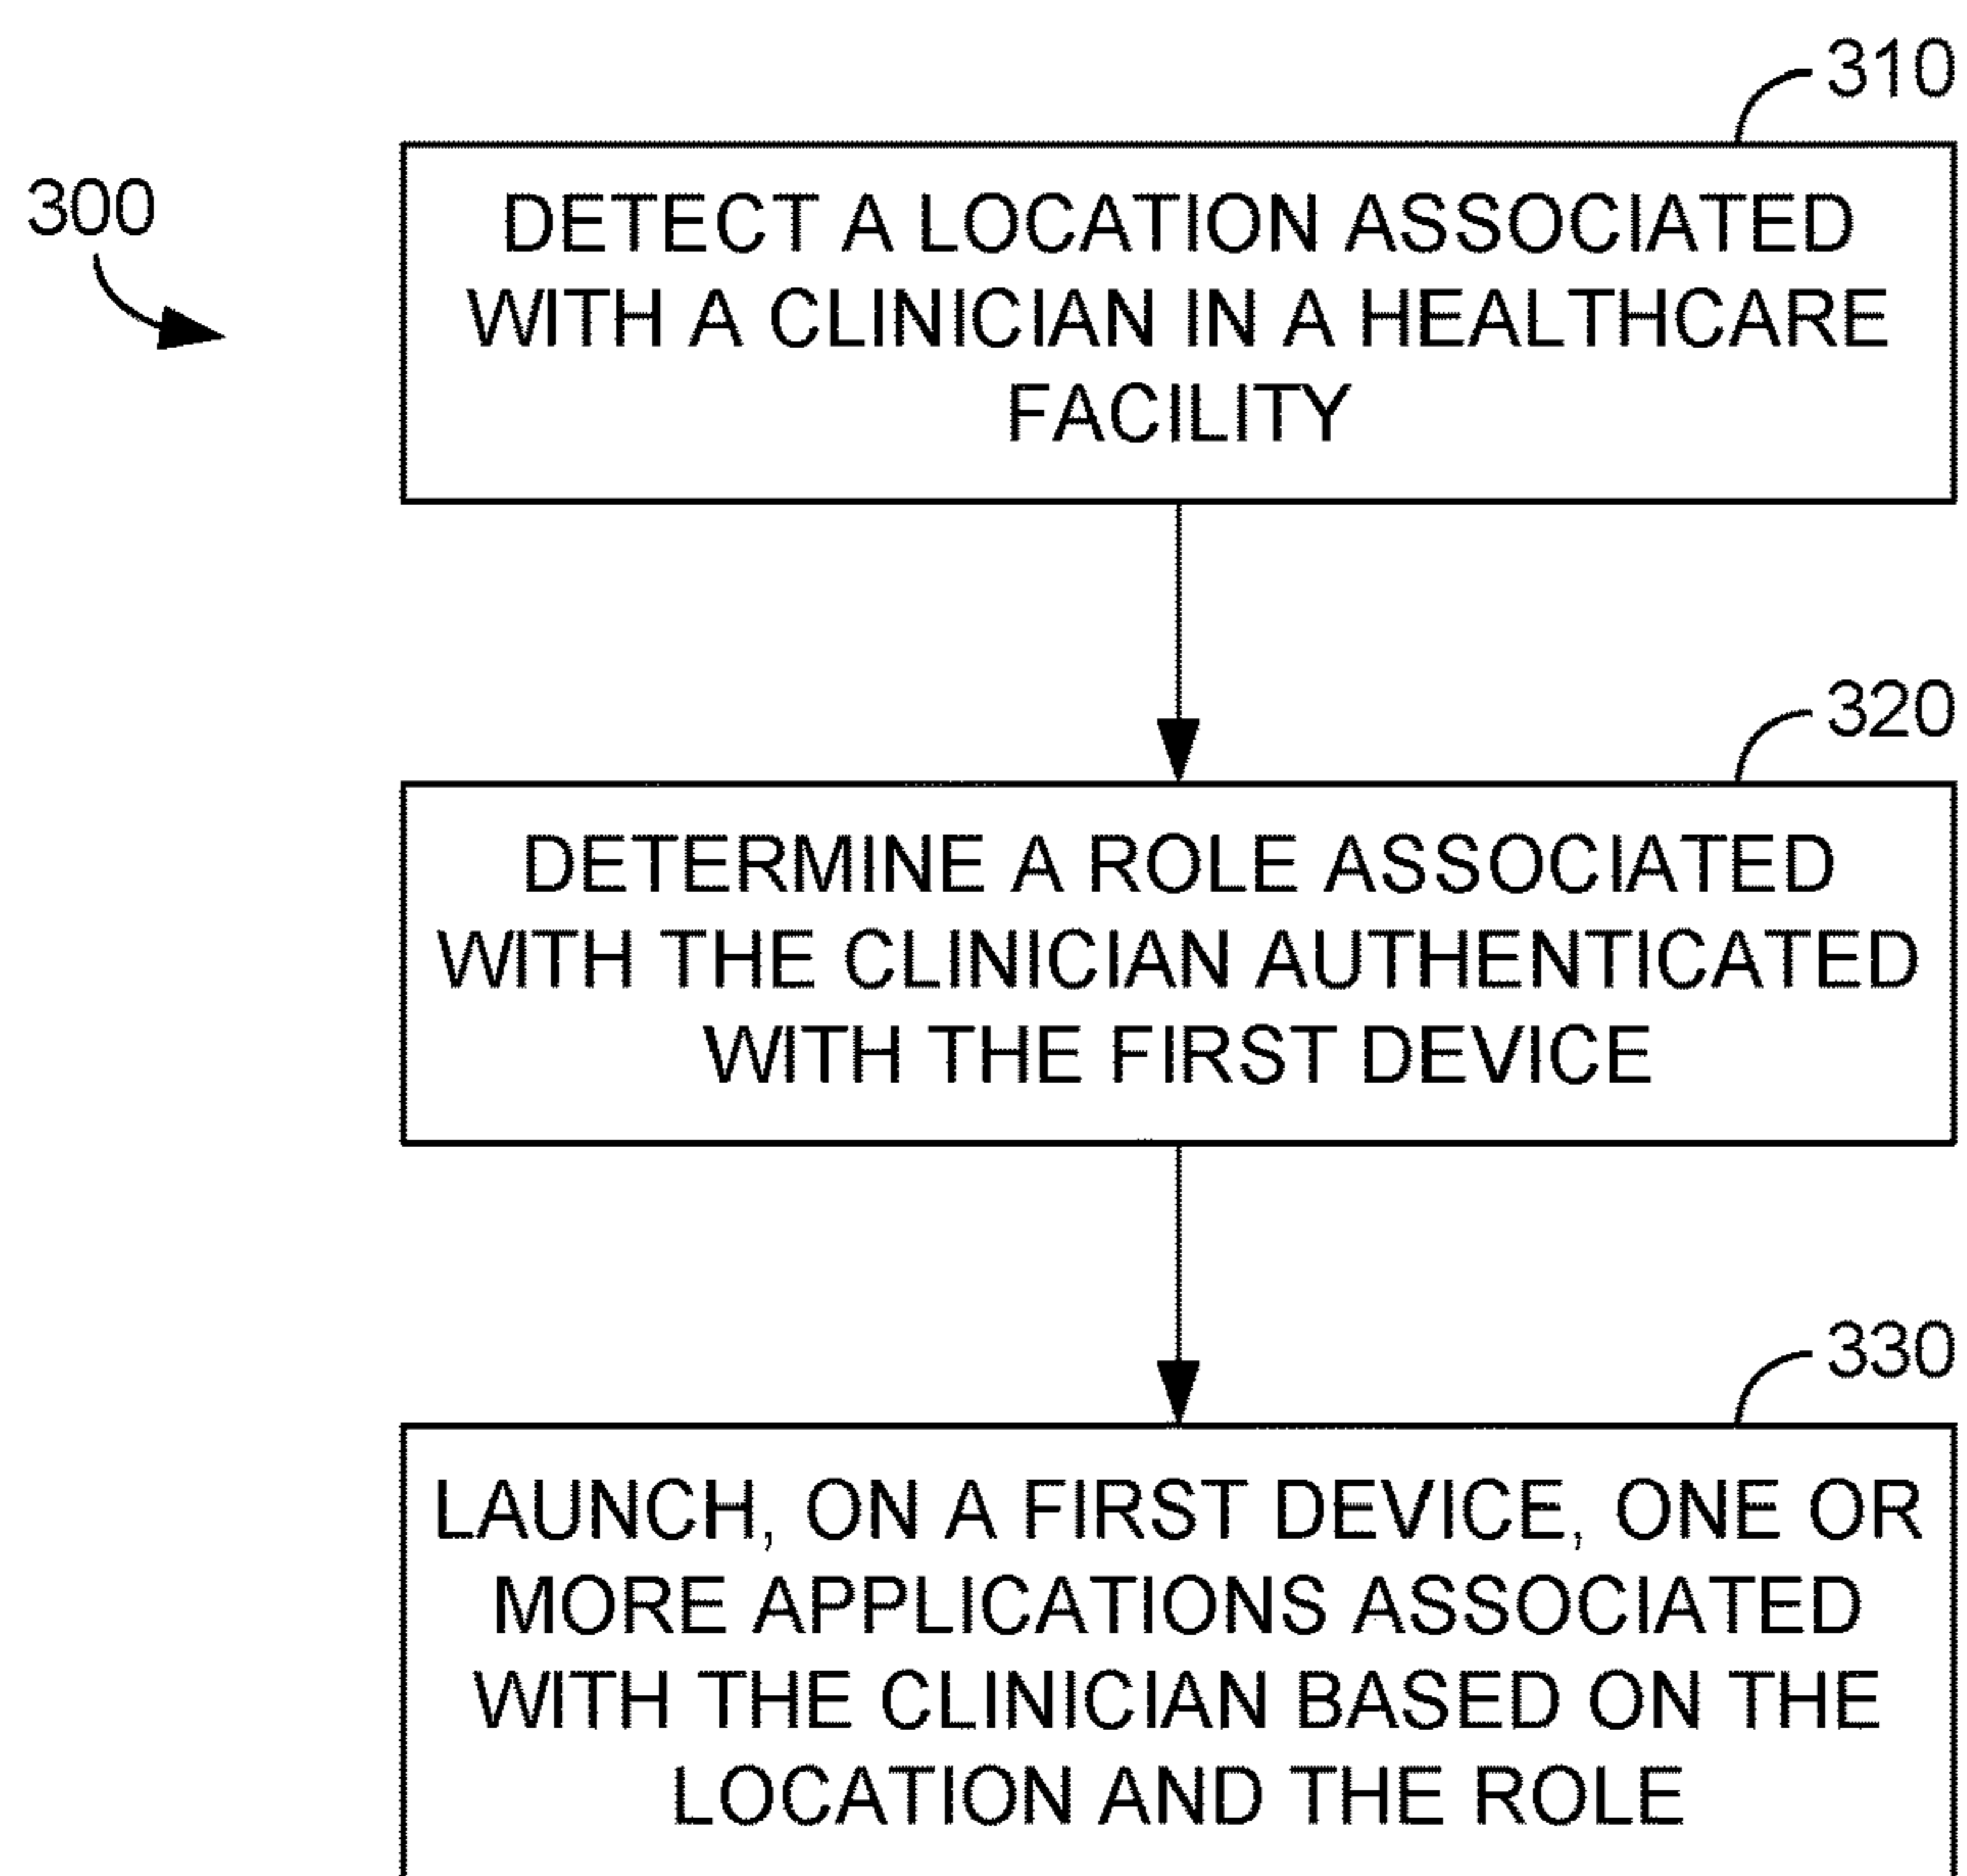 310
300
DETECT A LOCATION ASSOCIATED
WITH A CLINICIAN IN A HEALTHCARE
FACILITY
320
DETERMINE A ROLE ASSOCIATED
WITH THE CLINICIAN AUTHENTICATED
WITH THE FIRST DEVICE
330
LAUNCH, ON A FIRST DEVICE, ONE OR
MORE APPLICATIONS ASSOCIATED
WITH THE CLINICIAN BASED ON THE
LOCATION AND THE ROLE